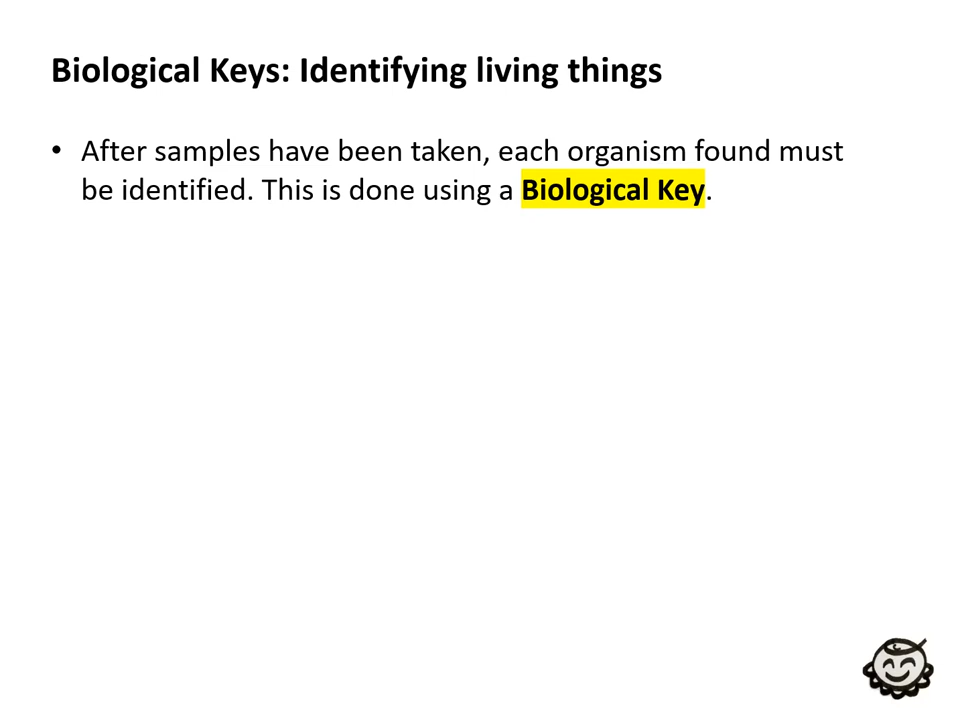 Biological Keys: Identifying living things
• After samples have been taken, each organism found must
be identified. This is done using a Biological Key.